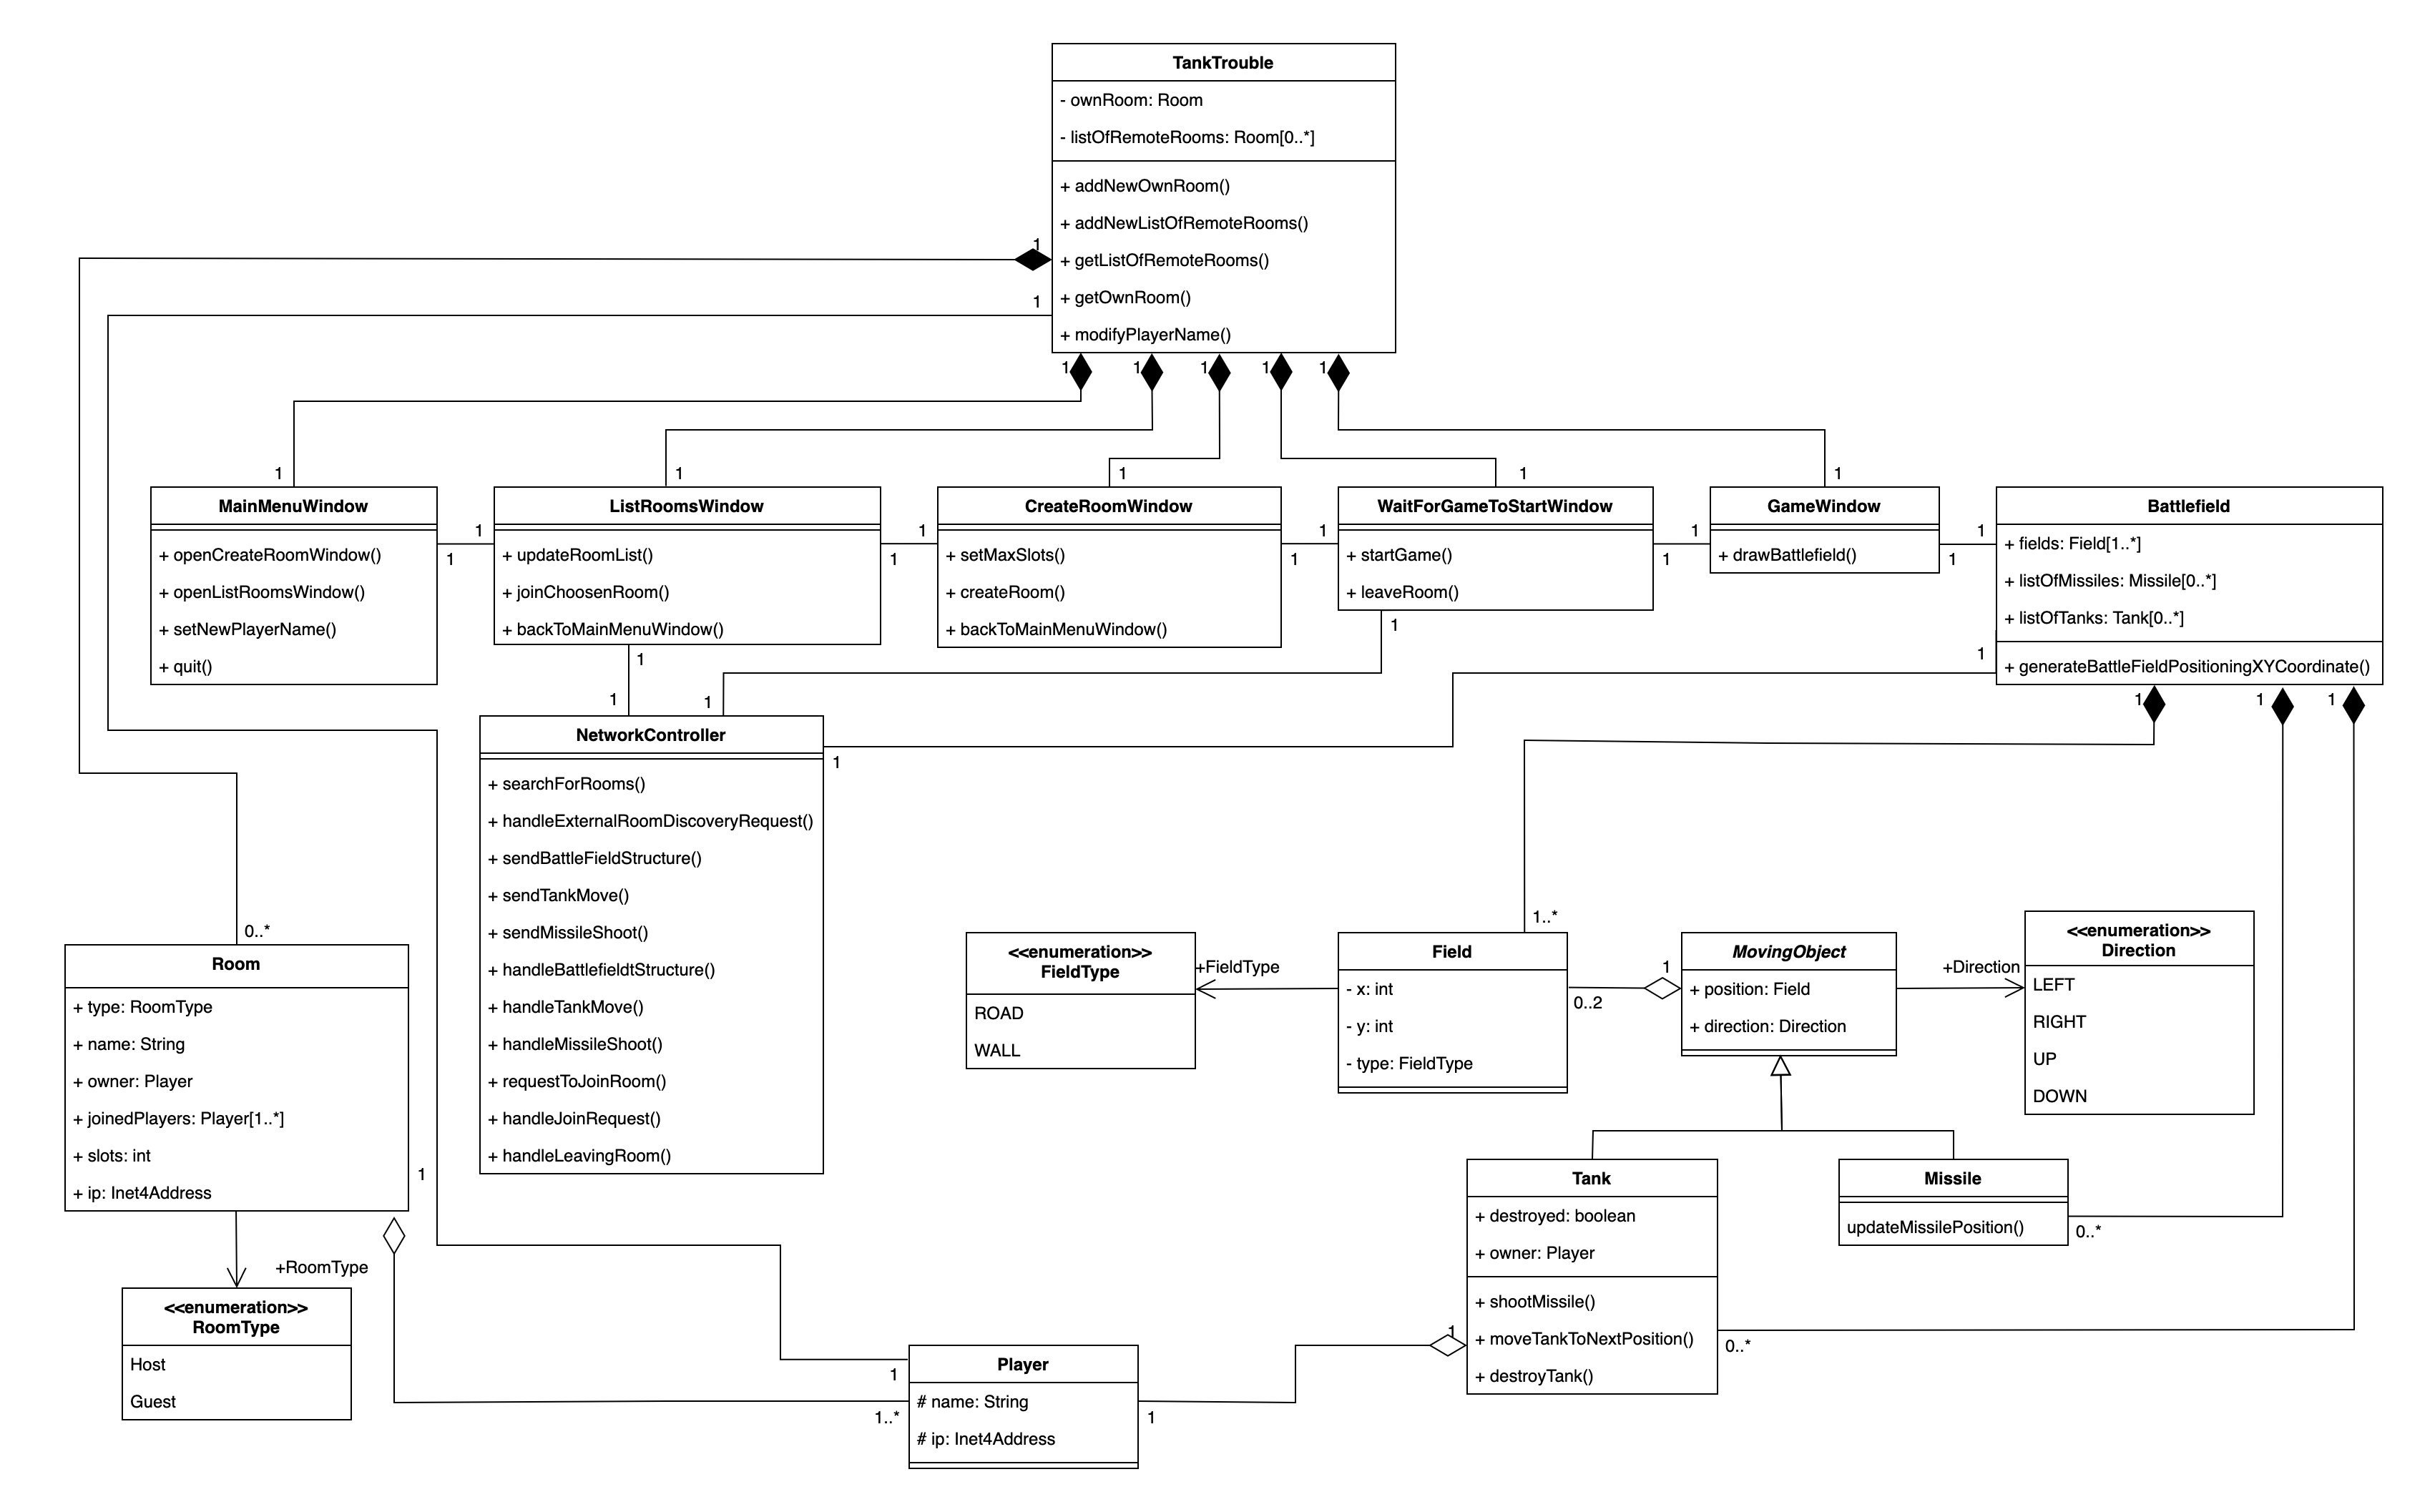 TankTrouble
- ownRoom: Room
- listOfRemoteRooms: Room[0..*]
+ addNewOwnRoom()
+ addNewListOfRemoteRooms()
+ getListOfRemoteRooms()
+ getOwnRoom()
+ modifyPlayerName()
1
1
1 1 1 1 1
1 1 1 1 1
MainMenuWindow
+ openCreateRoomWindow()
+ openListRoomsWindow()
+ setNewPlayerName()
+ quit()
1
1
ListRoomsWindow
+ updateRoomList()
+ joinChoosenRoom()
+ backToMainMenuWindow()
1
1
CreateRoomWindow
+ setMaxSlots()
+ createRoom()
+ backToMainMenuWindow()
1
1
WaitForGameToStartWindow
+ startGame()
+ leaveRoom()
1
1
GameWindow
+ drawBattlefield()
1
1
Battlefield
+ fields: Field[1..*]
+ listOfMissiles: Missile[0..*]
+ listOfTanks: Tank[0..*]
+ generateBattleFieldPositioningXYCoordinate()
1
1
1
1 1
1 1 1
NetworkController
+ searchForRooms()
+ handleExternalRoomDiscoveryRequest()
+ sendBattleFieldStructure()
+ sendTankMove()
+ sendMissileShoot()
+ handleBattlefieldtStructure()
+ handleTankMove()
+ handleMissileShoot()
+ requestToJoinRoom()
+ handleJoinRequest()
+ handleLeavingRoom()
1
0..*
Room
+ type: RoomType
+ name: String
+ owner: Player
+ joinedPlayers: Player[1..*]
+ slots: int
+ ip: Inet4Address
1
+RoomType
<<enumeration>>
RoomType
Host
Guest
<<enumeration>>
FieldType
ROAD
WALL
+FieldType
1..*
Field
- x: int
- y: int
- type: FieldType
0..2
1
MovingObject
+ position: Field
+ direction: Direction
+Direction
<<enumeration>>
Direction
LEFT
RIGHT
UP
DOWN
Tank
+ destroyed: boolean
+ owner: Player
+ shootMissile()
+ moveTankToNextPosition()
+ destroyTank()
1
0..*
Missile
updateMissilePosition()
0..*
Player
# name: String
# ip: Inet4Address
1
1..*
1